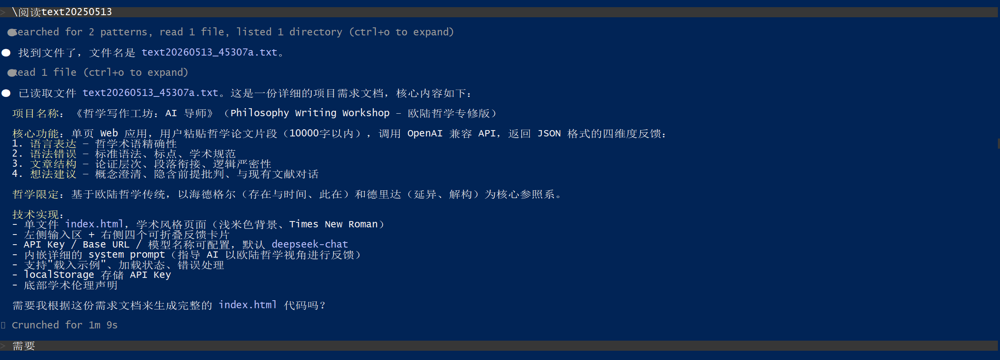 > \阅读text20250513
Searched for 2 patterns, read 1 file, listed 1 directory (ctrl+o to expand)
● 找到文件了，文件名是 text20260513_45307a.txt。
Read 1 file (ctrl+o to expand)
● 已读取文件 text20260513_45307a.txt。这是一份详细的项目需求文档，核心内容如下：
项目名称：《哲学写作工坊：AI 导师》（Philosophy Writing Workshop – 欧陆哲学专修版）
核心功能：单页 Web 应用，用户粘贴哲学论文片段（10000字以内），调用 OpenAI 兼容 API，返回 JSON 格式的四维度反馈：
1. 语言表达 – 哲学术语精确性
2. 语法错误 – 标准语法、标点、学术规范
3. 文章结构 – 论证层次、段落衔接、逻辑严密性
4. 想法建议 – 概念澄清、隐含前提批判、与现有文献对话
哲学限定：基于欧陆哲学传统，以海德格尔（存在与时间、此在）和德里达（延异、解构）为核心参照系。
技术实现：
- 单文件 index.html，学术风格页面（浅米色背景、Times New Roman）
- 左侧输入区 + 右侧四个可折叠反馈卡片
- API Key / Base URL / 模型名称可配置，默认 deepseek-chat
- 内嵌详细的 system prompt（指导 AI 以欧陆哲学视角进行反馈）
- 支持"载入示例"、加载状态、错误处理
- localStorage 存储 API Key
- 底部学术伦理声明
需要我根据这份需求文档来生成完整的 index.html 代码吗？
Crunched for 1m 9s
> 需要